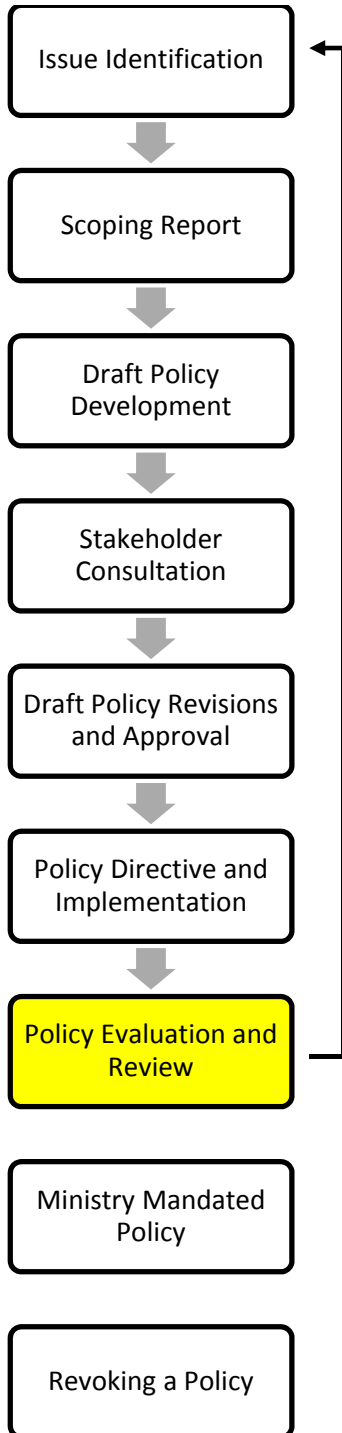 Issue Identification
Scoping Report
Draft Policy
Development
Stakeholder
Consultation
Draft Policy Revisions
and Approval
Policy Directive and
Implementation
Policy Evaluation and
Review
Ministry Mandated
Policy
Revoking a Policy